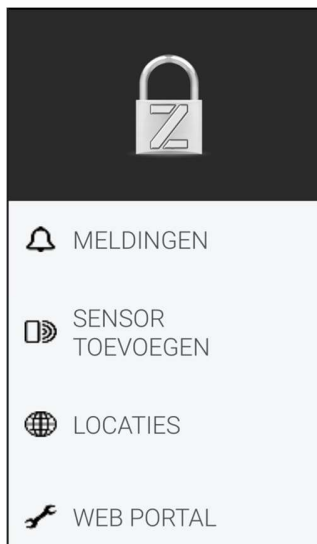 Z
MELDINGEN
SENSOR
TOEVOEGEN
LOCATIES
WEB PORTAL